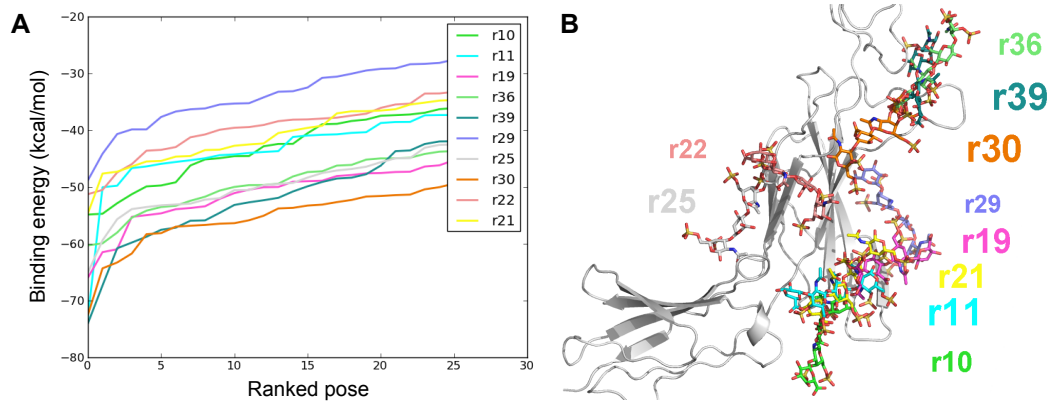 A
Binding energy (kcal/mol)
−20
−30
−40
−50
−60
−70
−80
0
5
10
15
20
25
30
Ranked pose
r10
r11
r19
r36
r39
r29
r25
r30
r22
r21
B
r36
r39
r30
r22
r25
r29
r19
r21
r11
r10